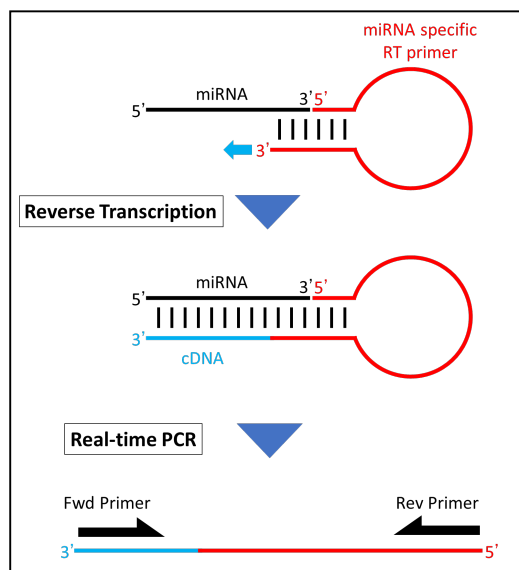 miRNA specific
RT primer
miRNA
5’
3’
5’
3’
Reverse Transcription
miRNA
5’
3’
5’
3’
cDNA
Real-time PCR
Fwd Primer
Rev Primer
3’
5’